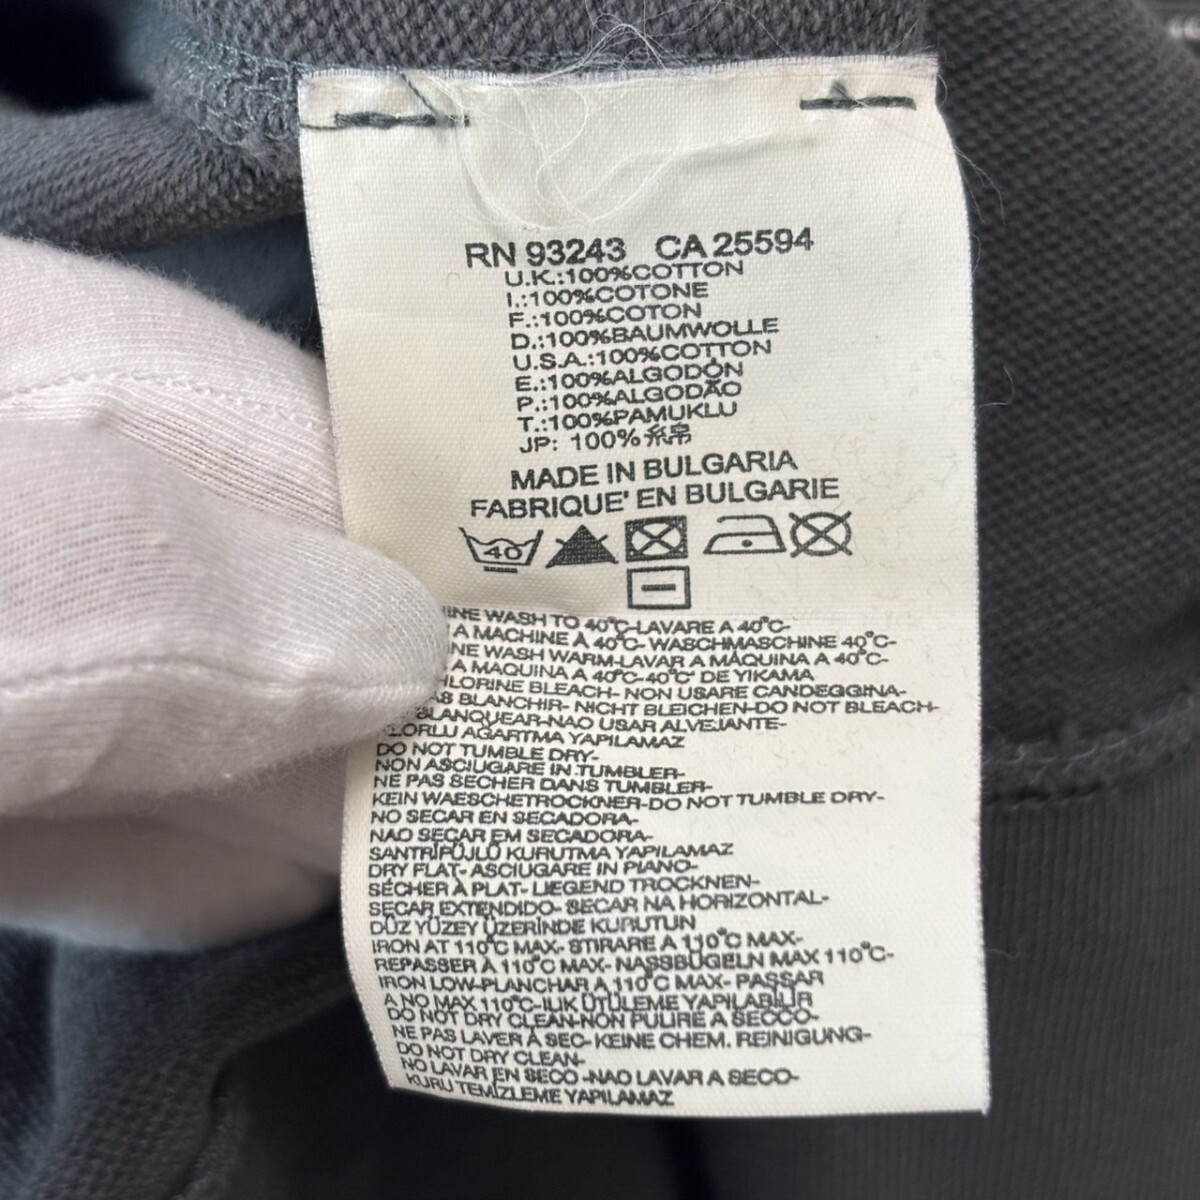 RN 93243 CA 25594
U.K.:100%COTTON
I.:100%COTONE
F.:100%COTON
D.:100%BAUMWOLLE
U.S.A.:100%COTTON
E.:100%ALGODÓN
P.:100%ALGODÃO
T.:100%PAMUKLU
JP: 100%綿
MADE IN BULGARIA
FABRIQUE' EN BULGARIE
40
INE WASH TO 40°C-LAVARE A 40°C-
A MACHINE À 40°C- WASCHMASCHINE 40°C-
NE WASH WARM-LAVAR A MÁQUINA A 40°C-
A MAQUINA A 40°C-40°C' DE YIKAMA
HLORINE BLEACH- NON USARE CANDEGGINA-
AS BLANCHIR- NICHT BLEICHEN-DO NOT BLEACH-
BLANQUEAR-NAO USAR ALVEJANTE-
LORLU AĞARTMA YAPILAMAZ
DO NOT TUMBLE DRY-
NON ASCIUGARE IN TUMBLER-
NE PAS SECHER DANS TUMBLER-
KEIN WAESCHETROCKNER-DO NOT TUMBLE DRY-
NO SECAR EN SECADORA-
NAO SECAR EM SECADORA-
SANTRİFÜJLÜ KURUTMA YAPILAMAZ
DRY FLAT- ASCIUGARE IN PIANO-
SÉCHER À PLAT- LIEGEND TROCKNEN-
SECAR EXTENDIDO- SECAR NA HORIZONTAL-
DÜZ YÜZEY ÜZERİNDE KURUTUN
IRON AT 110°C MAX- STIRARE A 110°C MAX-
REPASSER À 110°C MAX- NASSBÜGELN MAX 110°C-
IRON LOW-PLANCHAR A 110°C MAX- PASSAR
A NO MAX 110°C-ILIK ÜTÜLEME YAPILABİLİR
DO NOT DRY CLEAN-NON PULIRE A SECCO-
NE PAS LAVER À SEC- KEINE CHEM. REINIGUNG-
DO NOT DRY CLEAN-
NO LAVAR EN SECO -NAO LAVAR A SECO-
KURU TEMİZLEME YAPILAMAZ